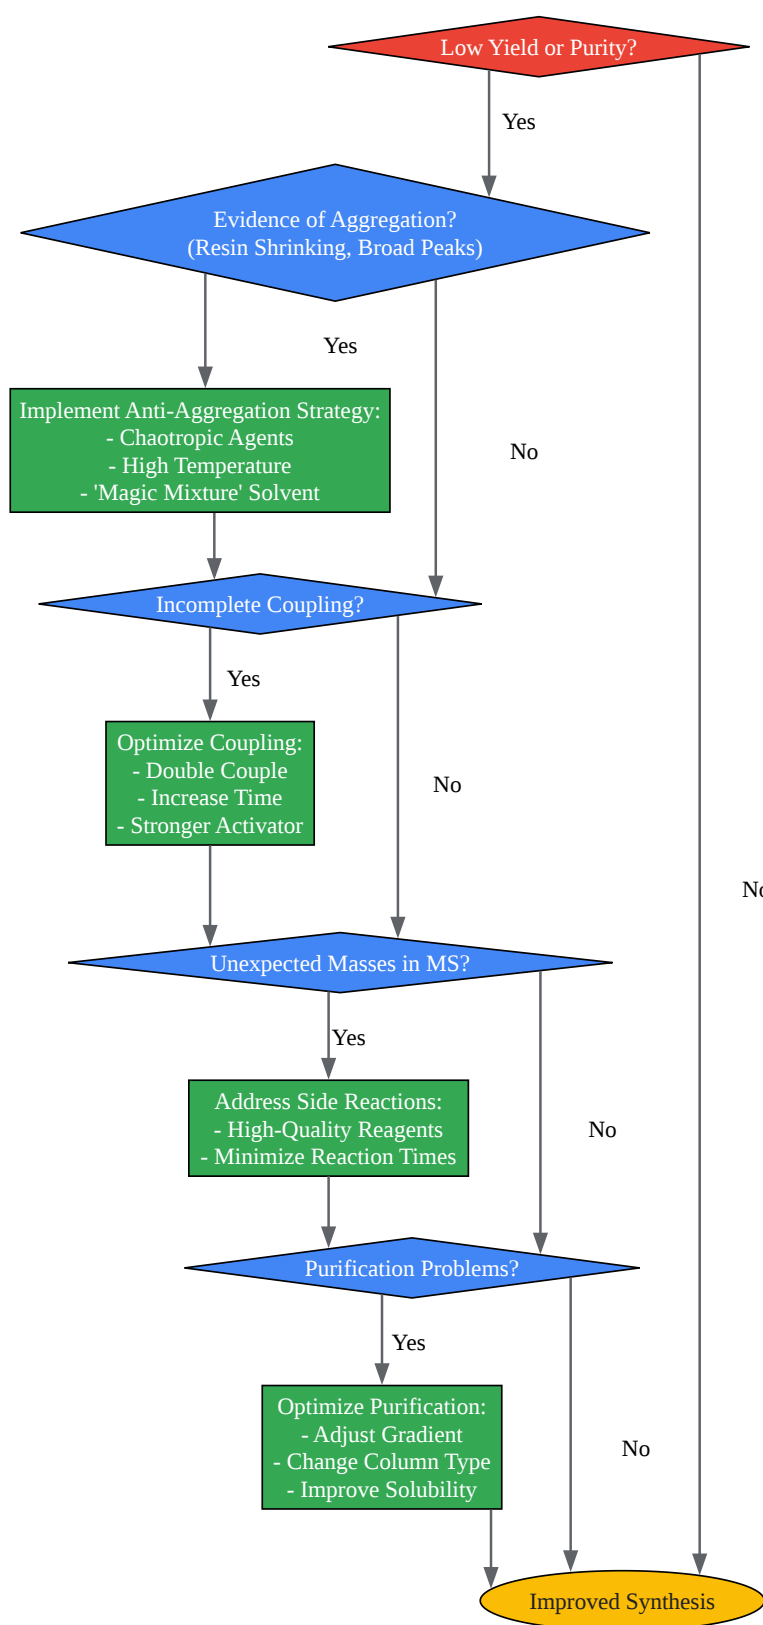 Low Yield or Purity?
Yes
Evidence of Aggregation?
(Resin Shrinking, Broad Peaks)
Yes
Implement Anti-Aggregation Strategy:
- Chaotropic Agents
- High Temperature
- 'Magic Mixture' Solvent
No
Incomplete Coupling?
Yes
Optimize Coupling:
- Double Couple
- Increase Time
- Stronger Activator
No
No
Unexpected Masses in MS?
Yes
Address Side Reactions:
- High-Quality Reagents
- Minimize Reaction Times
No
Purification Problems?
Yes
Optimize Purification:
- Adjust Gradient
- Change Column Type
- Improve Solubility
No
Improved Synthesis